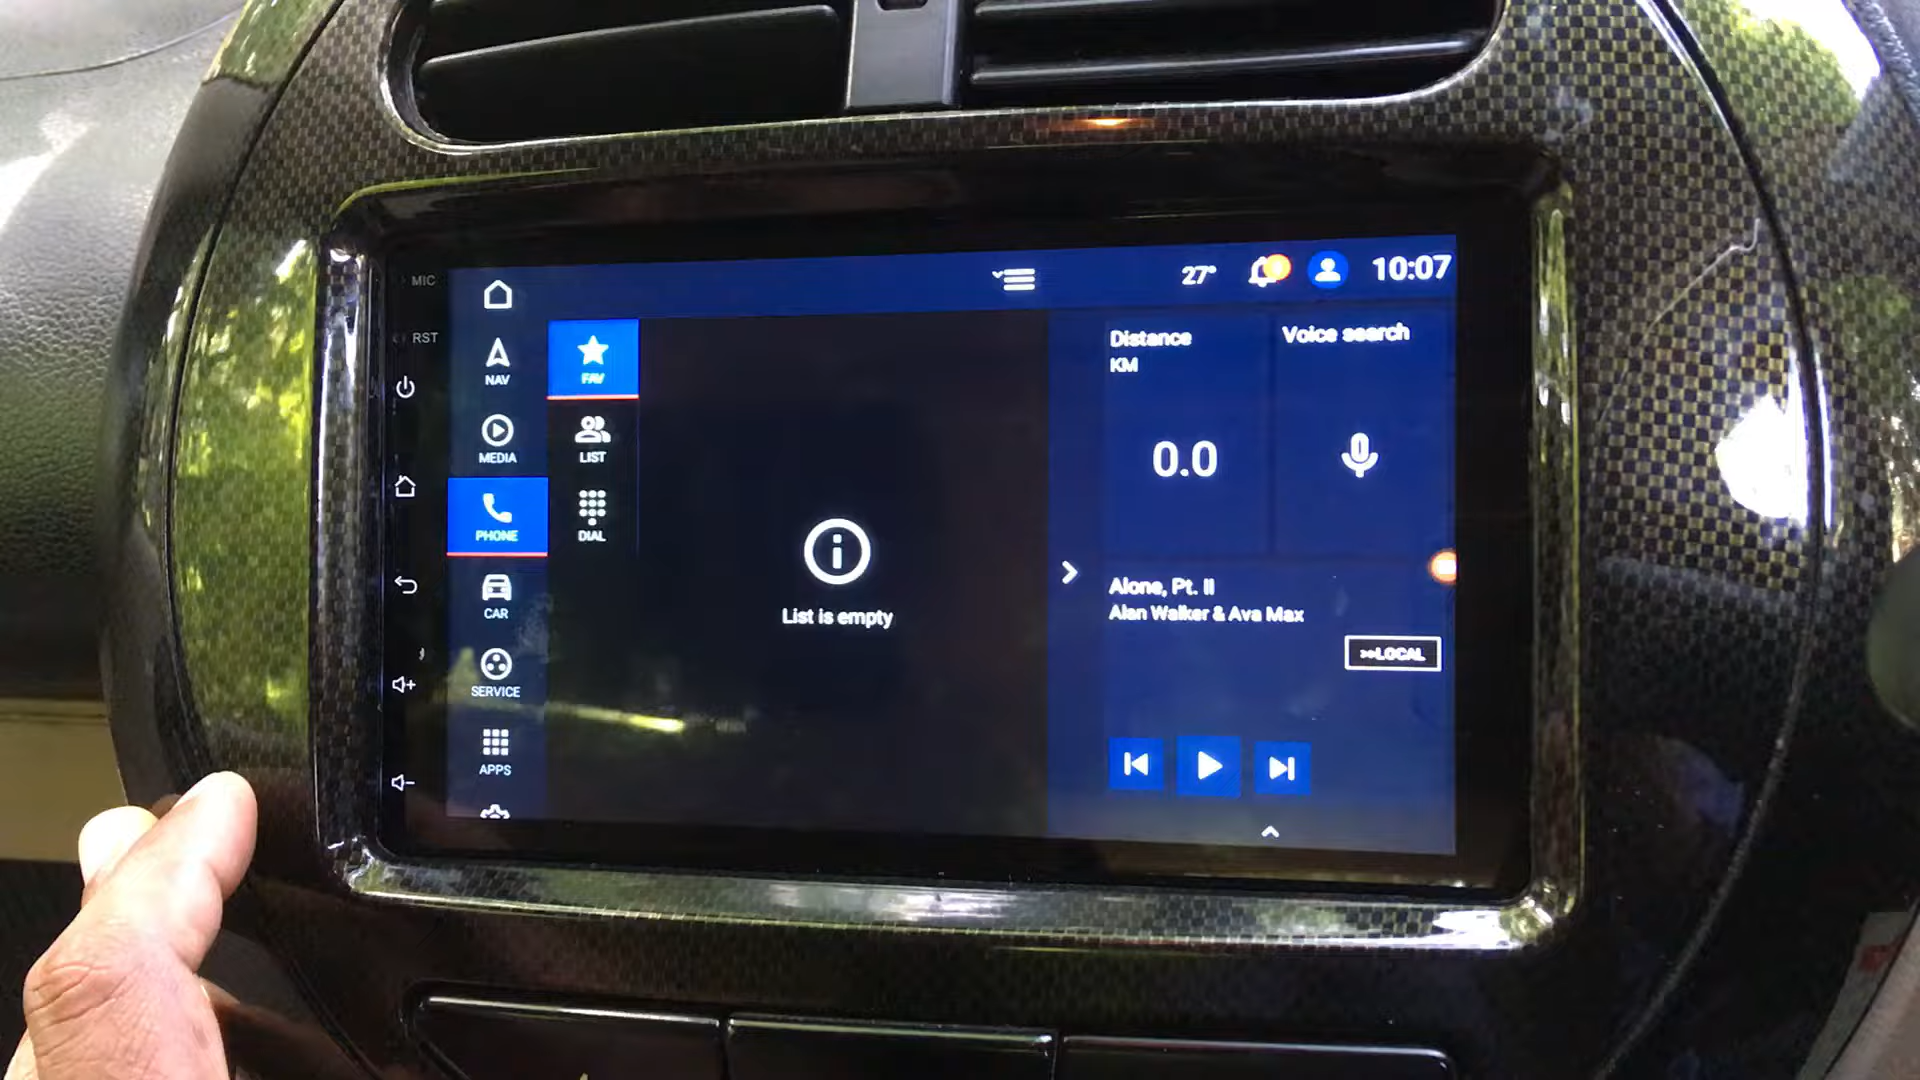 MIC
RST
27°
10:07
NAV
FAV
MEDIA
LIST
PHONE
DIAL
CAR
SERVICE
APPS
List is empty
Distance
KM
0.0
Voice search
Alone, Pt. II
Alan Walker & Ava Max
>>LOCAL